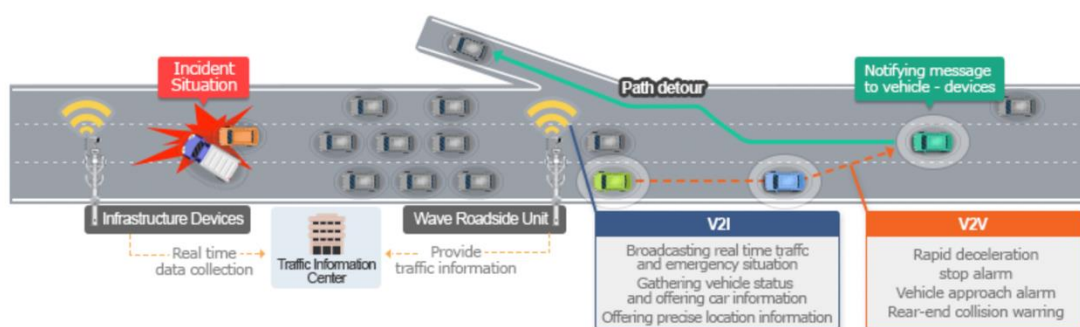 Incident
Situation
Path detour
Notifying message
to vehicle - devices
Infrastructure Devices
Wave Roadside Unit
Real time
data collection
Traffic Information
Center
Provide
traffic information
V2I
Broadcasting real time traffc
and emergency situation
Gathering vehicle status
and offering car information
Offering precise location information
V2V
Rapid deceleration
stop alarm
Vehicle approach alarm
Rear-end collision warring